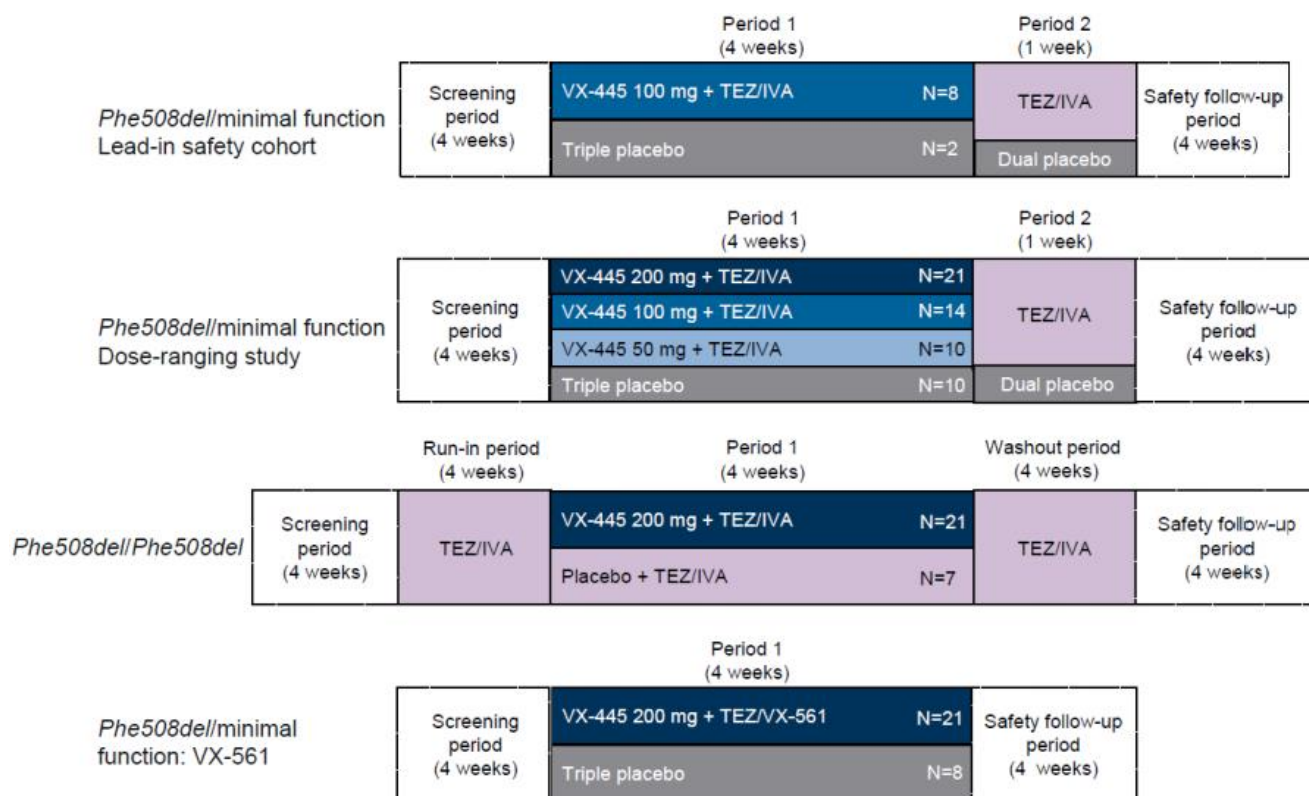 Period 1
(4 weeks)
Period 2
(1 week)
Phe508del/minimal function
Lead-in safety cohort
Screening
period
(4 weeks)
VX-445 100 mg + TEZ/IVA N=8
Triple placebo N=2
TEZ/IVA
Dual placebo
Safety follow-up
period
(4 weeks)
Period 1
(4 weeks)
Period 2
(1 week)
Phe508del/minimal function
Dose-ranging study
Screening
period
(4 weeks)
VX-445 200 mg + TEZ/IVA N=21
VX-445 100 mg + TEZ/IVA N=14
VX-445 50 mg + TEZ/IVA N=10
Triple placebo N=10
TEZ/IVA
Dual placebo
Safety follow-up
period
(4 weeks)
Run-in period
(4 weeks)
Period 1
(4 weeks)
Washout period
(4 weeks)
Phe508del/Phe508del
Screening
period
(4 weeks)
TEZ/IVA
VX-445 200 mg + TEZ/IVA N=21
Placebo + TEZ/IVA N=7
TEZ/IVA
Safety follow-up
period
(4 weeks)
Period 1
(4 weeks)
Phe508del/minimal
function: VX-561
Screening
period
(4 weeks)
VX-445 200 mg + TEZ/VX-561 N=21
Triple placebo N=8
Safety follow-up
period
(4 weeks)